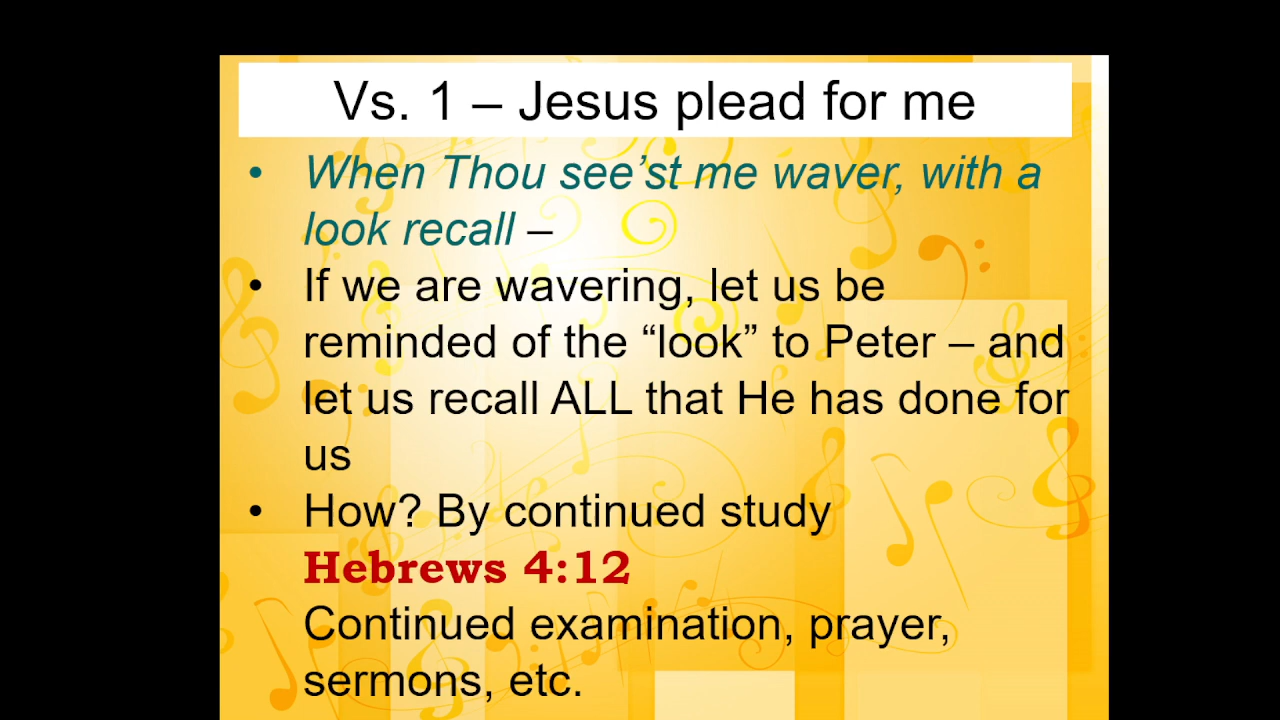 Vs. 1 – Jesus plead for me
• When Thou see’st me waver, with a
look recall –
• If we are wavering, let us be
reminded of the “look” to Peter – and
let us recall ALL that He has done for
us
• How? By continued study
Hebrews 4:12
Continued examination, prayer,
sermons, etc.